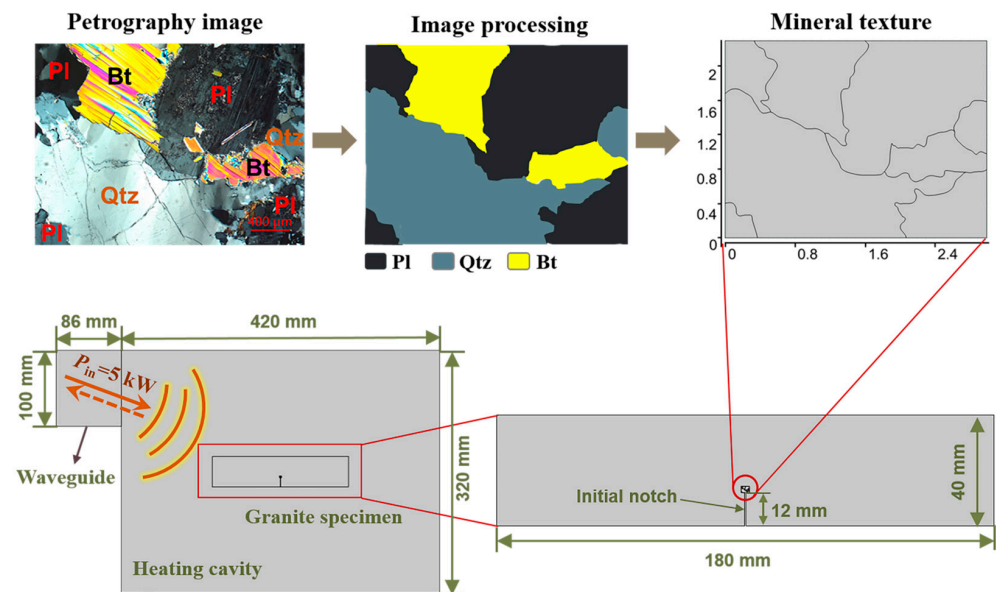 Petrography image
Image processing
Mineral texture
Pl
Bt
Pl
Qtz
Bt
Qtz
Pl
Pl
400 μm
Pl
Qtz
Bt
2
1.6
1.2
0.8
0.4
0
0
0.8
1.6
2.4
86 mm
420 mm
100 mm
Pin=5 kW
Waveguide
320 mm
Granite specimen
Heating cavity
Initial notch
12 mm
40 mm
180 mm